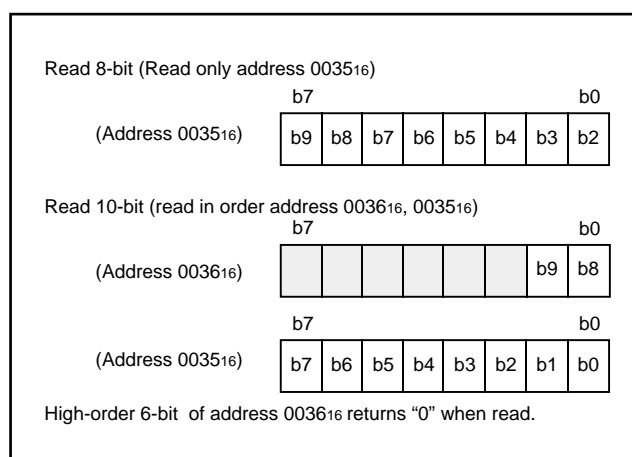 Read 8-bit (Read only address 003516)
b7 b0
(Address 003516) b9 b8 b7 b6 b5 b4 b3 b2
Read 10-bit (read in order address 003616, 003516)
b7 b0
(Address 003616) b9 b8
b7 b0
(Address 003516) b7 b6 b5 b4 b3 b2 b1 b0
High-order 6-bit of address 003616 returns “0” when read.